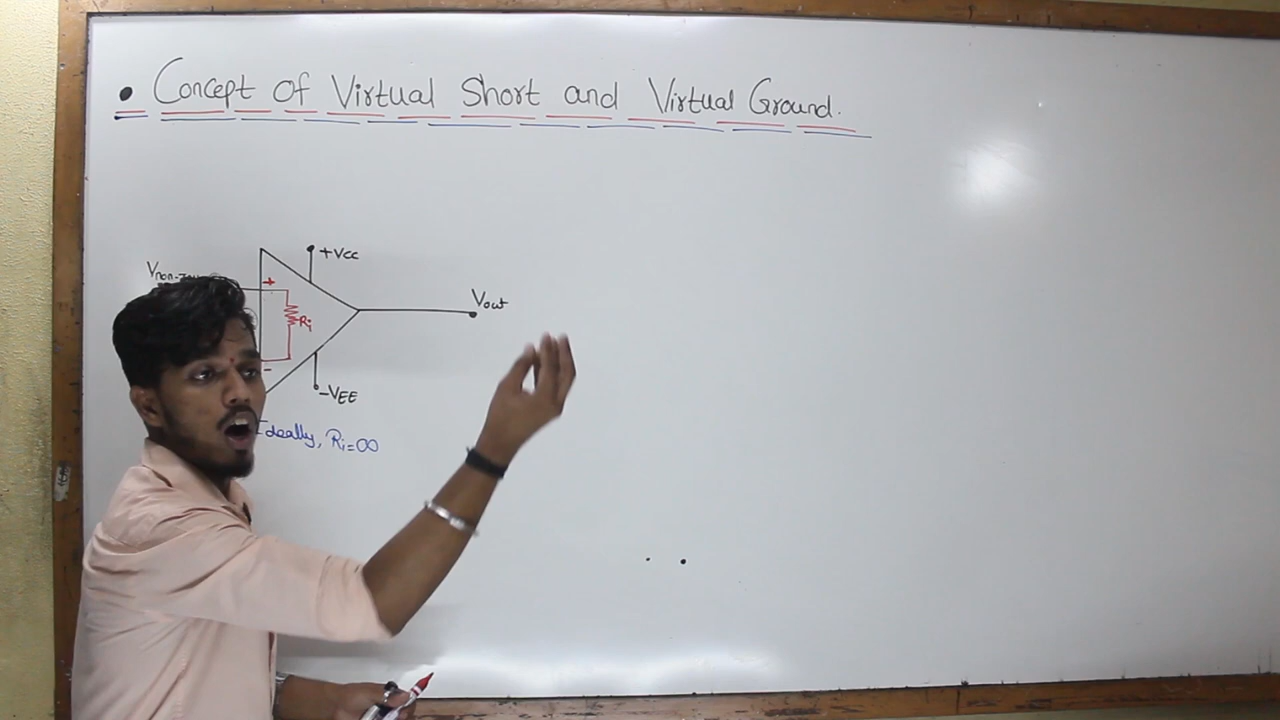 • Concept Of Virtual Short and Virtual Ground.
+Vcc
+
Vout
Ri
-
-VEE
Ideally, Ri=∞